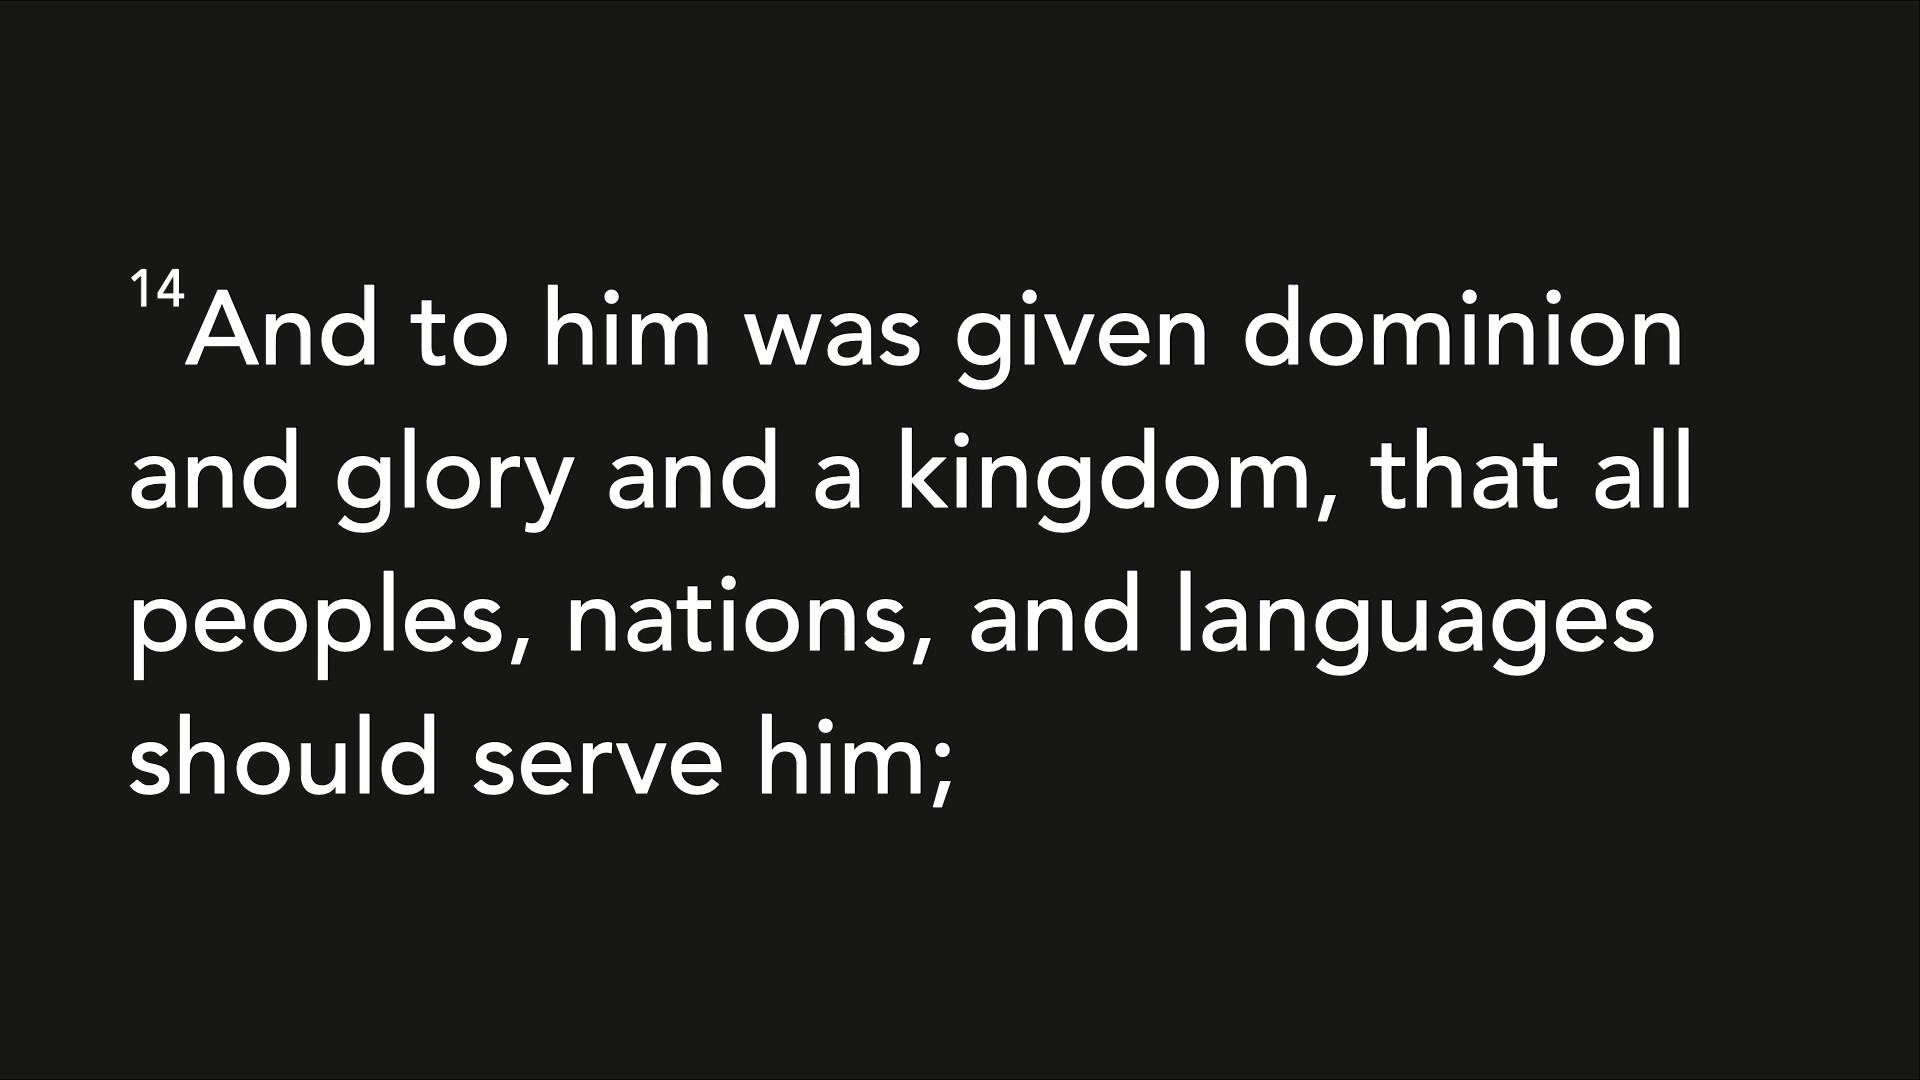 14And to him was given dominion
and glory and a kingdom, that all
peoples, nations, and languages
should serve him;